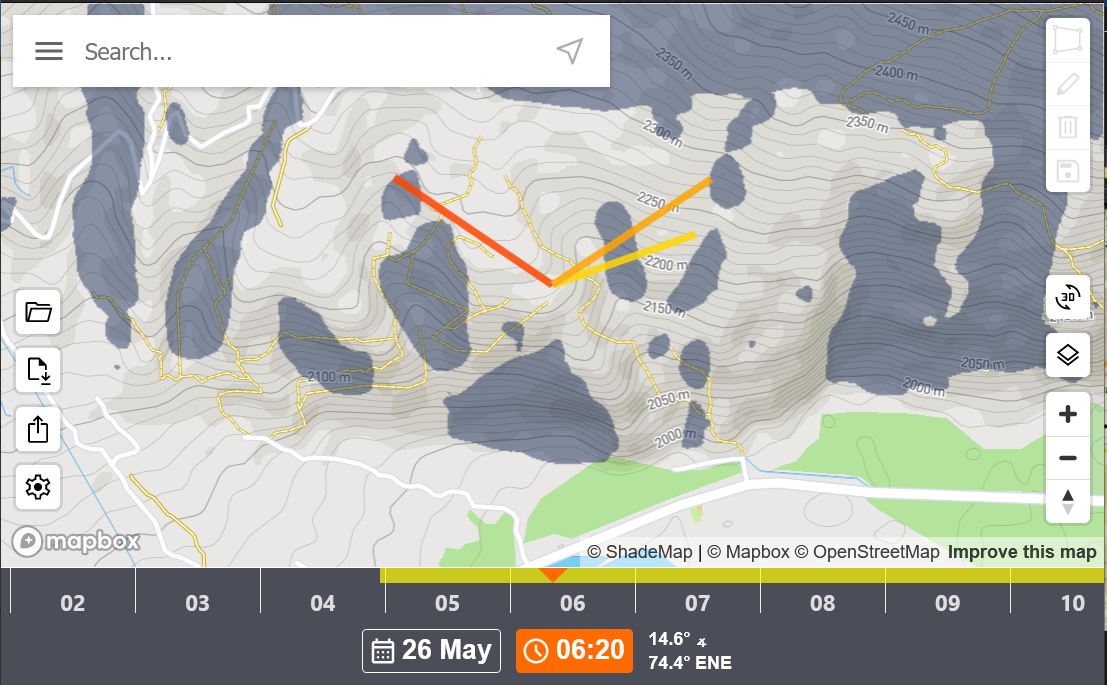 Search...
2450 m
2350 m
2400 m
2350 m
2300 m
2250 m
2200 m
2150 m
3D
2050 m
2100 m
2000 m
2050 m
2000 m
mapbox
© ShadeMap | © Mapbox © OpenStreetMap Improve this map
02 03 04 05 06 07 08 09 10
26 May 06:20 14.6°
74.4° ENE